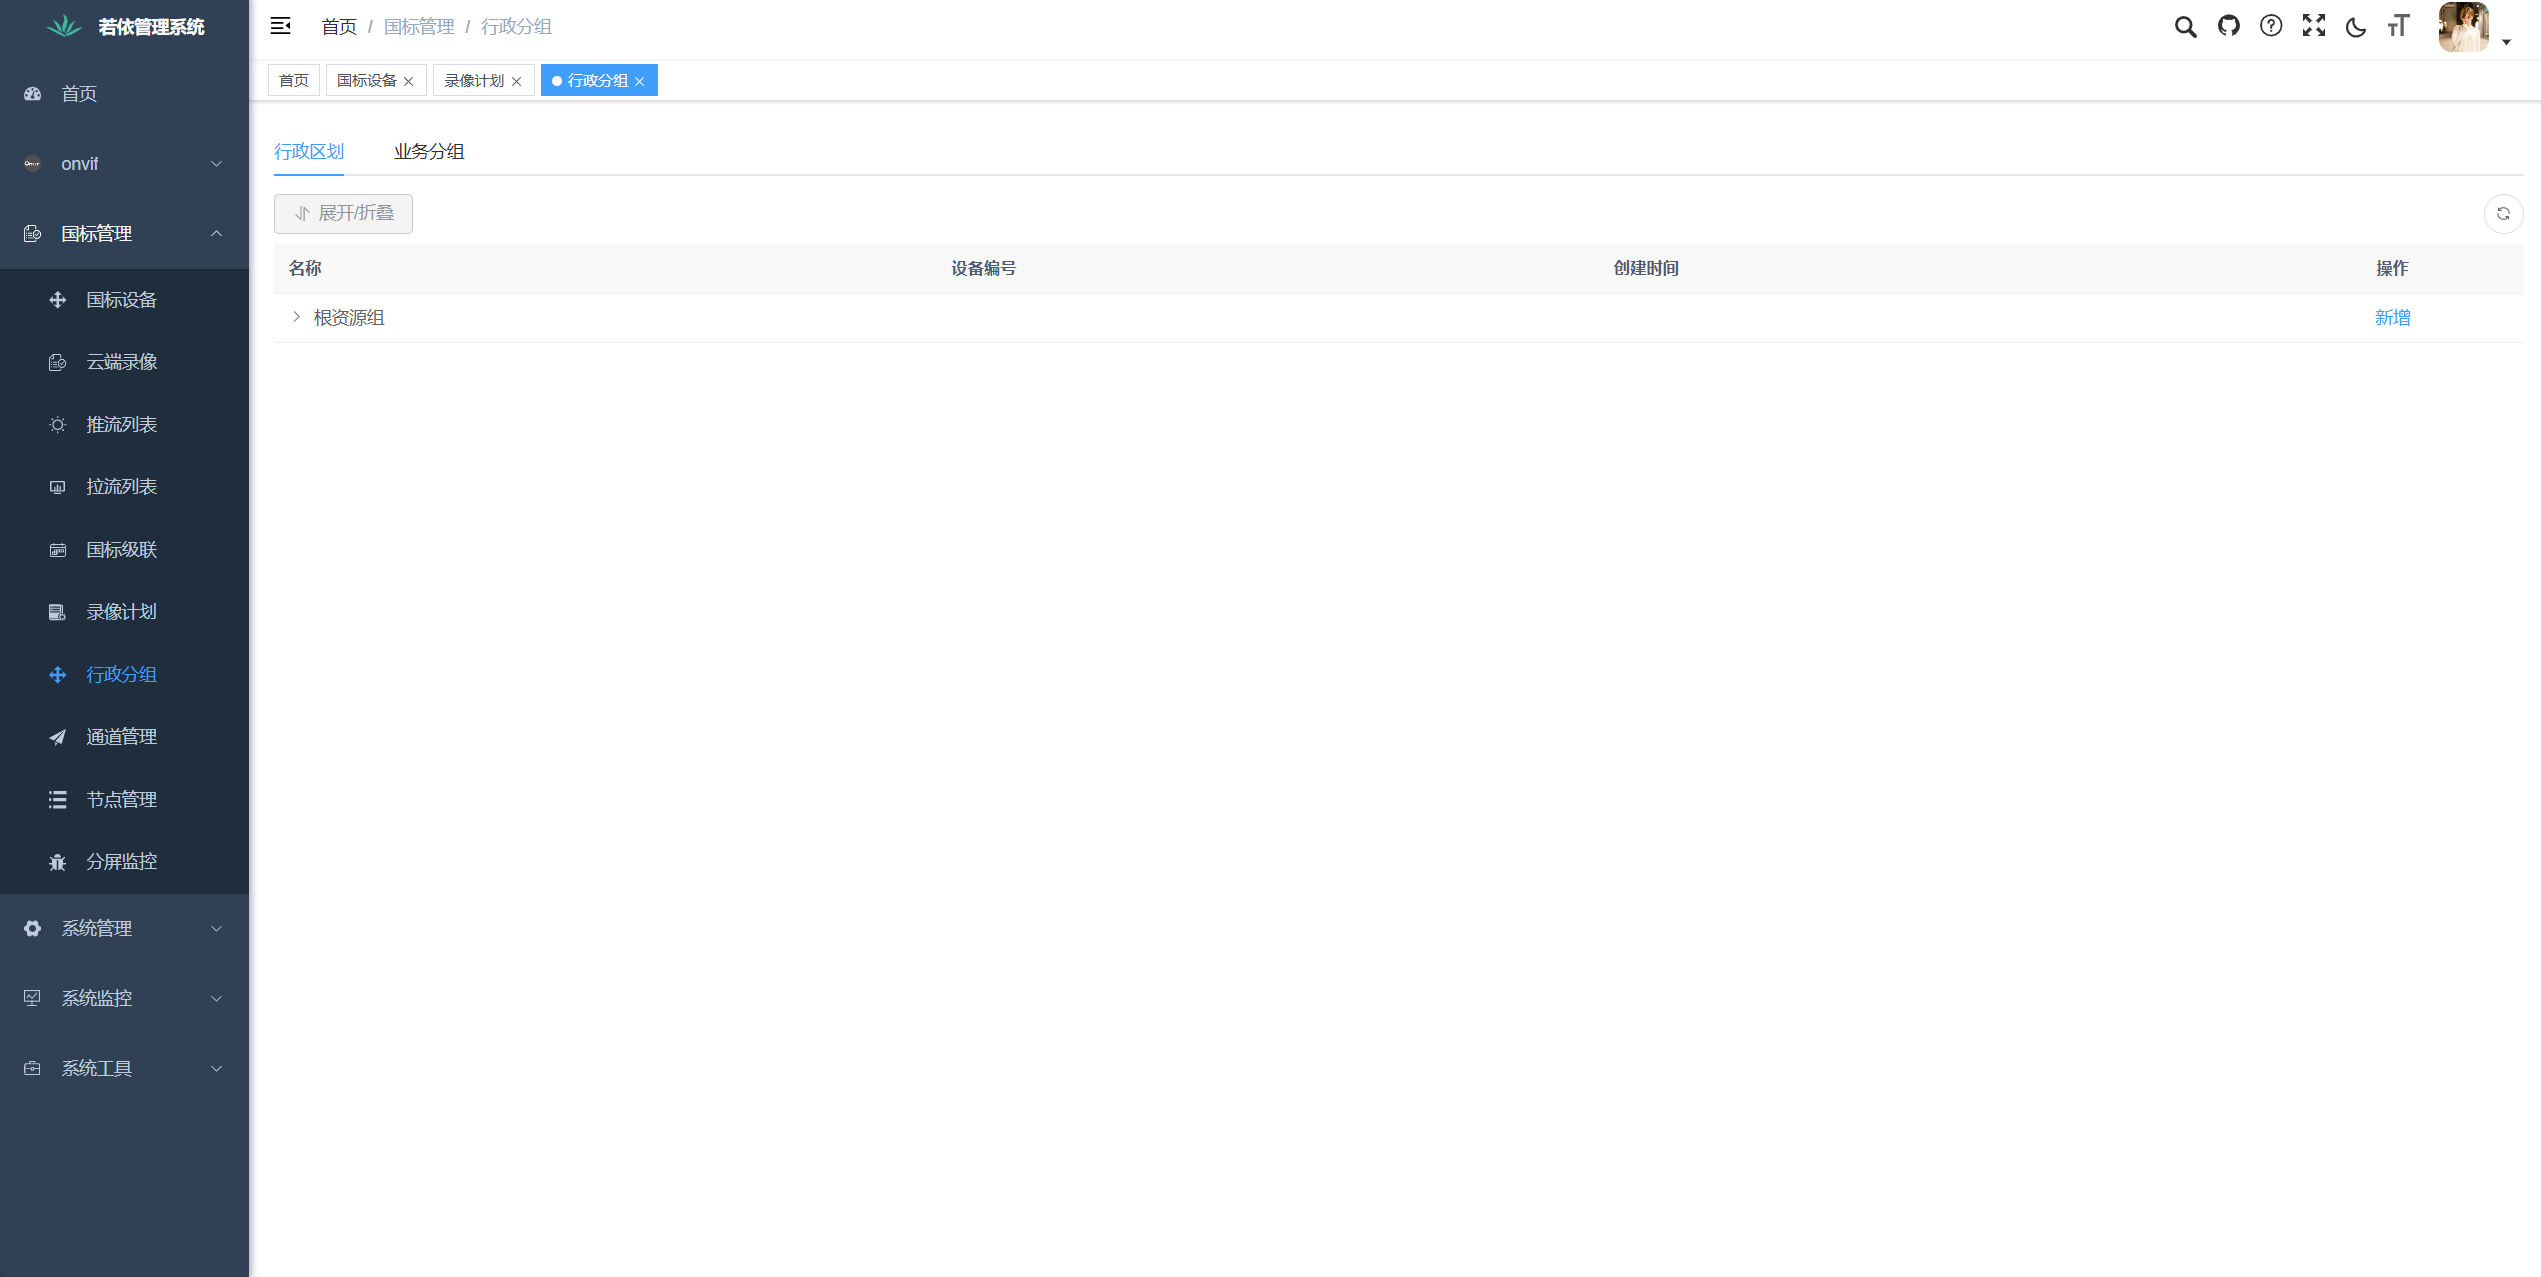 若依管理系统
首页
onvif
国标管理
国标设备
云端录像
推流列表
拉流列表
国标级联
录像计划
行政分组
通道管理
节点管理
分屏监控
系统管理
系统监控
系统工具
首页 / 国标管理 / 行政分组
首页 国标设备 录像计划 行政分组
行政区划 业务分组
展开/折叠
名称 设备编号 创建时间 操作
根资源组 新增